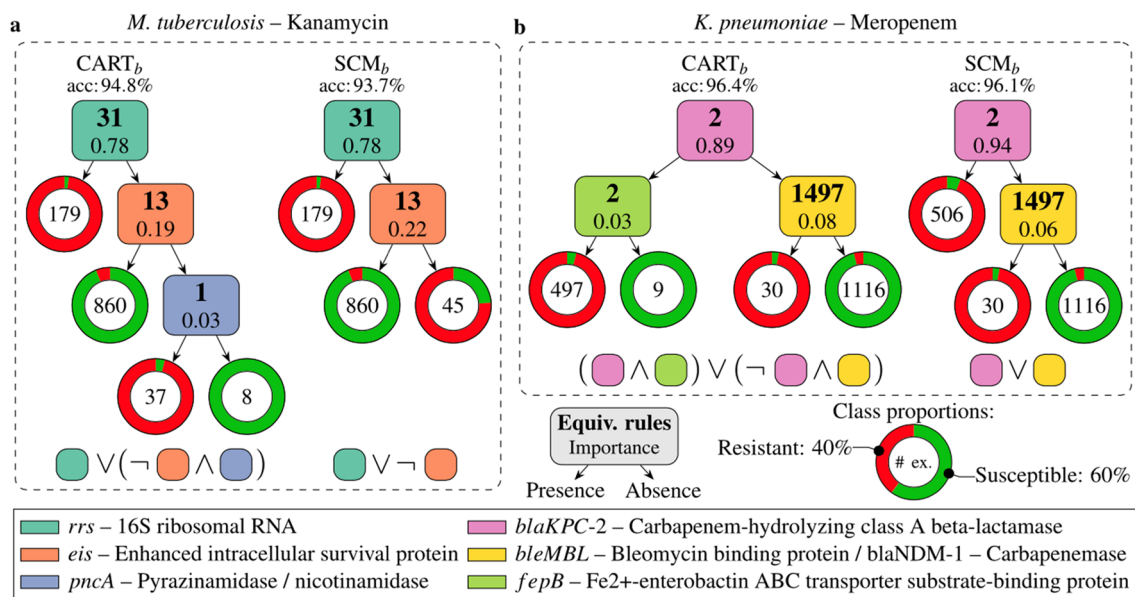 a
M. tuberculosis – Kanamycin
CART_b
acc: 94.8%
31
0.78
179
13
0.19
860
1
0.03
37
8
∨ ( ¬ ∧ )
SCM_b
acc: 93.7%
31
0.78
179
13
0.22
860
45
∨ ¬
b
K. pneumoniae – Meropenem
CART_b
acc: 96.4%
2
0.89
2
0.03
1497
0.08
497
9
30
1116
( ∧ ) ∨ ( ¬ ∧ )
SCM_b
acc: 96.1%
2
0.94
506
1497
0.06
30
1116
∨
Equiv. rules
Importance
Presence Absence
Class proportions:
Resistant: 40%
# ex.
Susceptible: 60%
rrs – 16S ribosomal RNA
eis – Enhanced intracellular survival protein
pncA – Pyrazinamidase / nicotinamidase
blaKPC-2 – Carbapenem-hydrolyzing class A beta-lactamase
bleMBL – Bleomycin binding protein / blaNDM-1 – Carbapenemase
fepB – Fe2+-enterobactin ABC transporter substrate-binding protein